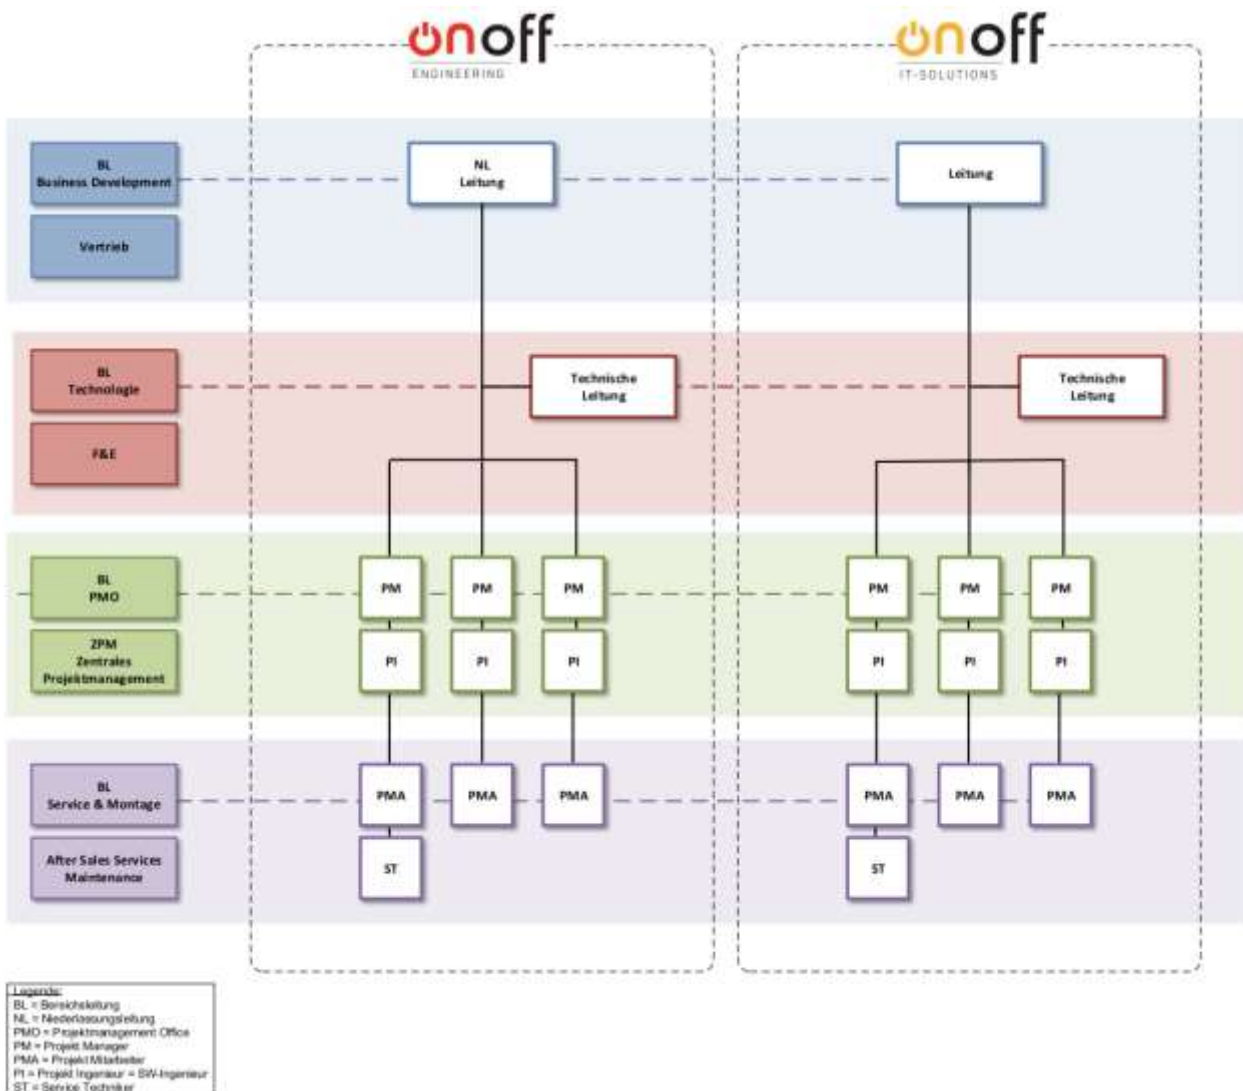 onoff
ENGINEERING
onoff
IT-SOLUTIONS
BL
Business Development
NL
Leitung
Leitung
Vertrieb
BL
Technologie
Technische
Leitung
Technische
Leitung
F&E
BL
PMO
PM
PM
PM
PM
PM
PM
ZPM
Zentrales
Projektmanagement
PI
PI
PI
PI
PI
PI
BL
Service & Montage
PMA
PMA
PMA
PMA
PMA
PMA
After Sales Services
Maintenance
ST
ST
Legende:
BL = Bereichsleitung
NL = Niederlassungsleitung
PMO = Projektmanagement Office
PM = Projekt Manager
PMA = Projekt Mitarbeiter
PI = Projekt Ingenieur = SW-Ingenieur
ST = Service Techniker